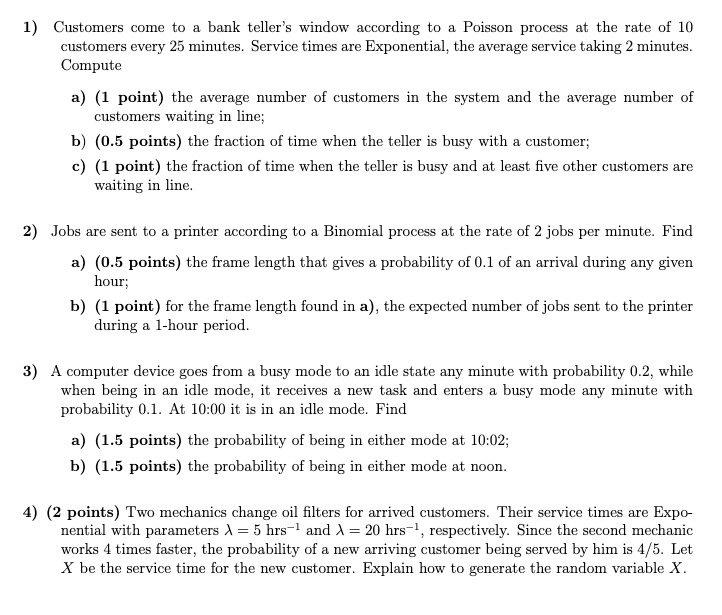 1) Customers come to a bank teller's window according to a Poisson process at the rate of 10
customers every 25 minutes. Service times are Exponential, the average service taking 2 minutes.
Compute
a) (1 point) the average number of customers in the system and the average number of
customers waiting in line;
b) (0.5 points) the fraction of time when the teller is busy with a customer;
c) (1 point) the fraction of time when the teller is busy and at least five other customers are
waiting in line.
2) Jobs are sent to a printer according to a Binomial process at the rate of 2 jobs per minute. Find
a) (0.5 points) the frame length that gives a probability of 0.1 of an arrival during any given
hour;
b) (1 point) for the frame length found in a), the expected number of jobs sent to the printer
during a 1-hour period.
3) A computer device goes from a busy mode to an idle state any minute with probability 0.2, while
when being in an idle mode, it receives a new task and enters a busy mode any minute with
probability 0.1. At 10:00 it is in an idle mode. Find
a) (1.5 points) the probability of being in either mode at 10:02;
b) (1.5 points) the probability of being in either mode at noon.
4) (2 points) Two mechanics change oil filters for arrived customers. Their service times are Expo-
nential with parameters λ = 5 hrs⁻¹ and λ = 20 hrs⁻¹, respectively. Since the second mechanic
works 4 times faster, the probability of a new arriving customer being served by him is 4/5. Let
X be the service time for the new customer. Explain how to generate the random variable X.